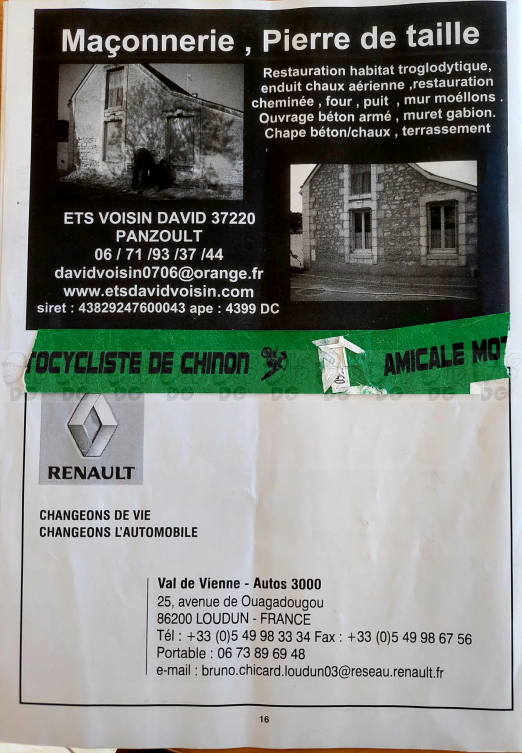 Maçonnerie , Pierre de taille
Restauration habitat troglodytique,
enduit chaux aérienne ,restauration
cheminée , four , puit , mur moéllons .
Ouvrage béton armé , muret gabion.
Chape béton/chaux , terrassement
ETS VOISIN DAVID 37220
PANZOULT
06 / 71 /93/ 37 /44
davidvoisin0706@orange.fr
www.etsdavidvoisin.com
siret : 43829247600043 ape : 4399 DC
TOCYCLISTE DE CHINON
AMICALE MOT
RENAULT
CHANGEONS DE VIE
CHANGEONS L'AUTOMOBILE
Val de Vienne - Autos 3000
25, avenue de Ouagadougou
86200 LOUDUN - FRANCE
Tél : +33 (0)5 49 98 33 34 Fax : +33 (0)5 49 98 67 56
Portable : 06 73 89 69 48
e-mail : bruno.chicard.loudun03@reseau.renault.fr
16